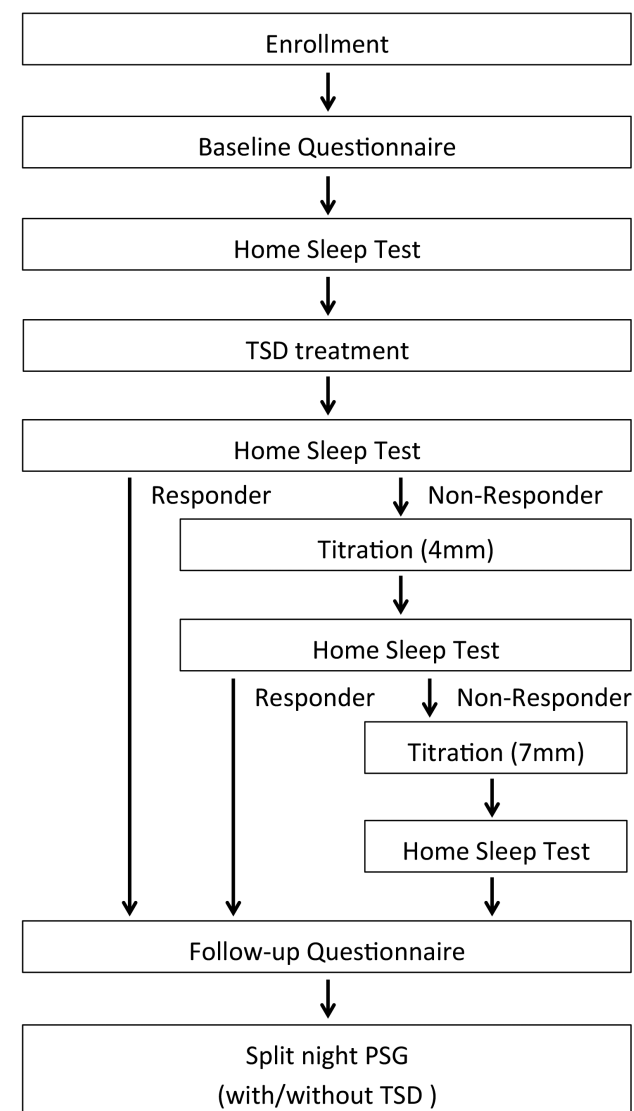 Enrollment
Baseline Questionnaire
Home Sleep Test
TSD treatment
Home Sleep Test
Responder
Non-Responder
Titration (4mm)
Home Sleep Test
Responder
Non-Responder
Titration (7mm)
Home Sleep Test
Follow-up Questionnaire
Split night PSG
(with/without TSD )